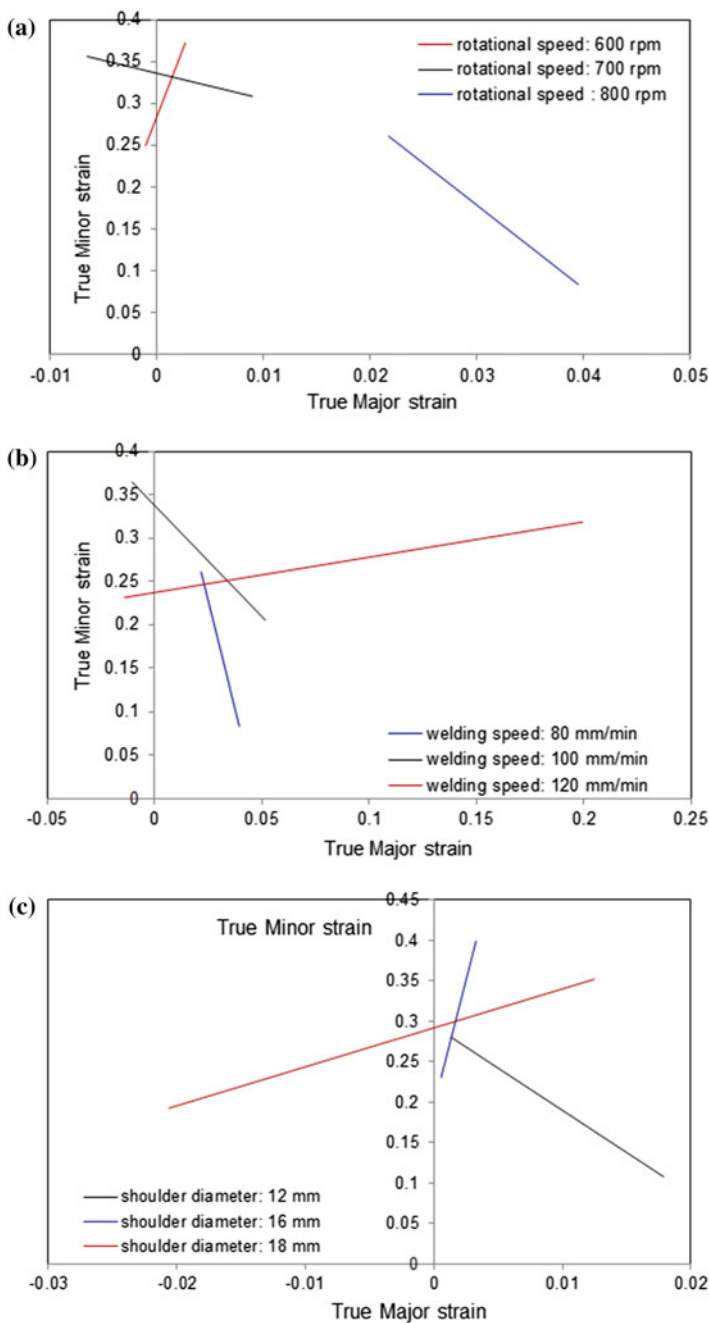 (a)
0.4
0.35
0.3
0.25
0.2
0.15
0.1
0.05
0
True Minor strain
rotational speed: 600 rpm
rotational speed: 700 rpm
rotational speed : 800 rpm
-0.01 0 0.01 0.02 0.03 0.04 0.05
True Major strain
(b)
0.4
0.35
0.3
0.25
0.2
0.15
0.1
0.05
0
True Minor strain
welding speed: 80 mm/min
welding speed: 100 mm/min
welding speed: 120 mm/min
-0.05 0 0.05 0.1 0.15 0.2 0.25
True Major strain
(c)
True Minor strain
0.45
0.4
0.35
0.3
0.25
0.2
0.15
0.1
0.05
0
shoulder diameter: 12 mm
shoulder diameter: 16 mm
shoulder diameter: 18 mm
-0.03 -0.02 -0.01 0 0.01 0.02
True Major strain